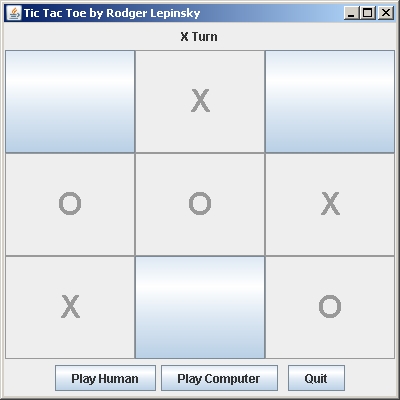 Tic Tac Toe by Rodger Lepinsky
X Turn
X
O O X
X O
Play Human Play Computer Quit